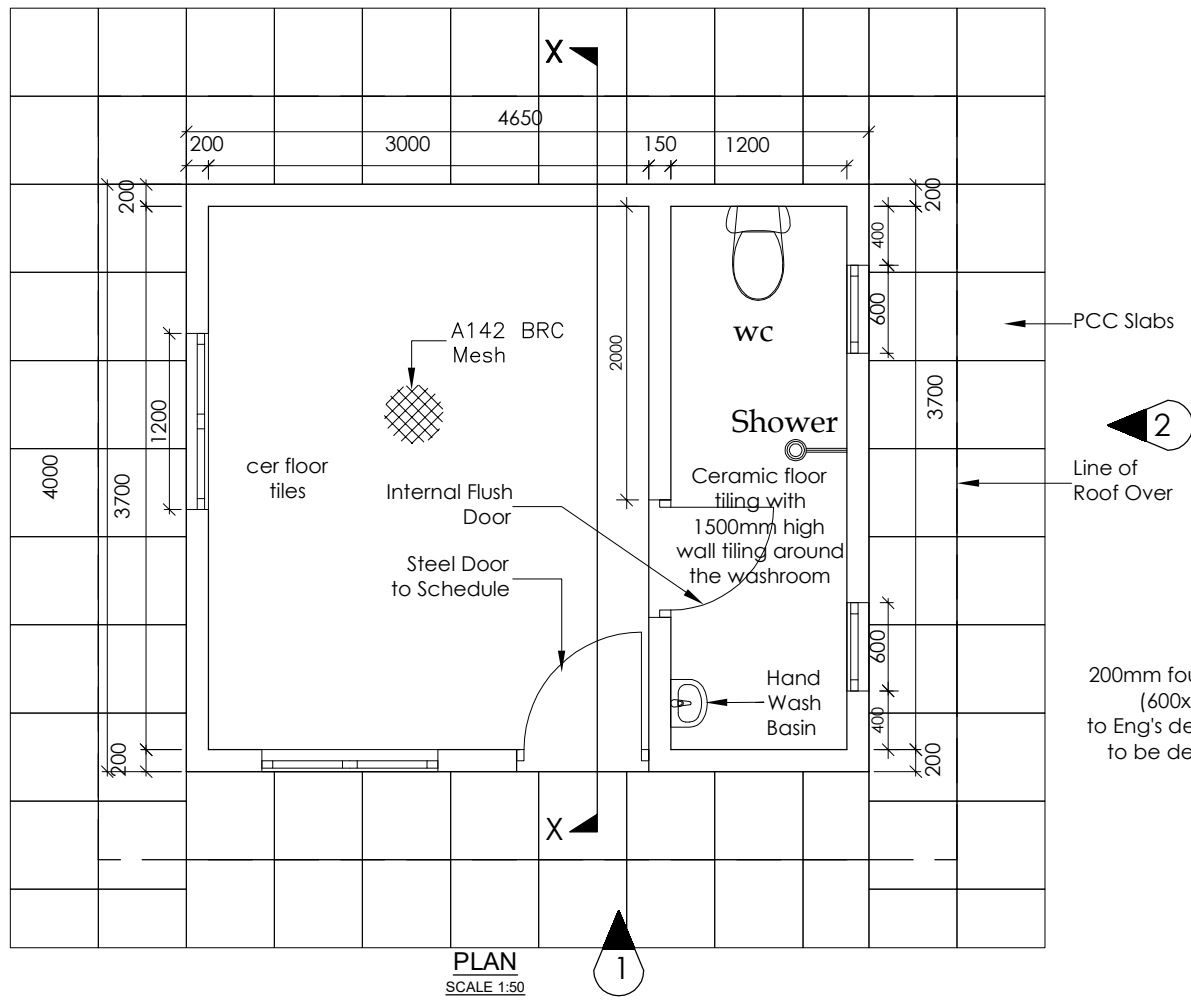 X
4650
200
3000
150
1200
200
200
400
600
A142 BRC
Mesh
wc
PCC Slabs
2000
1200
3700
Shower
2
4000
3700
cer floor
tiles
Internal Flush
Door
Ceramic floor
tiling with
1500mm high
wall tiling around
the washroom
Line of
Roof Over
Steel Door
to Schedule
600
Hand
Wash
Basin
400
200mm fou
(600x
to Eng's de
to be de
200
200
X
PLAN
SCALE 1:50
1